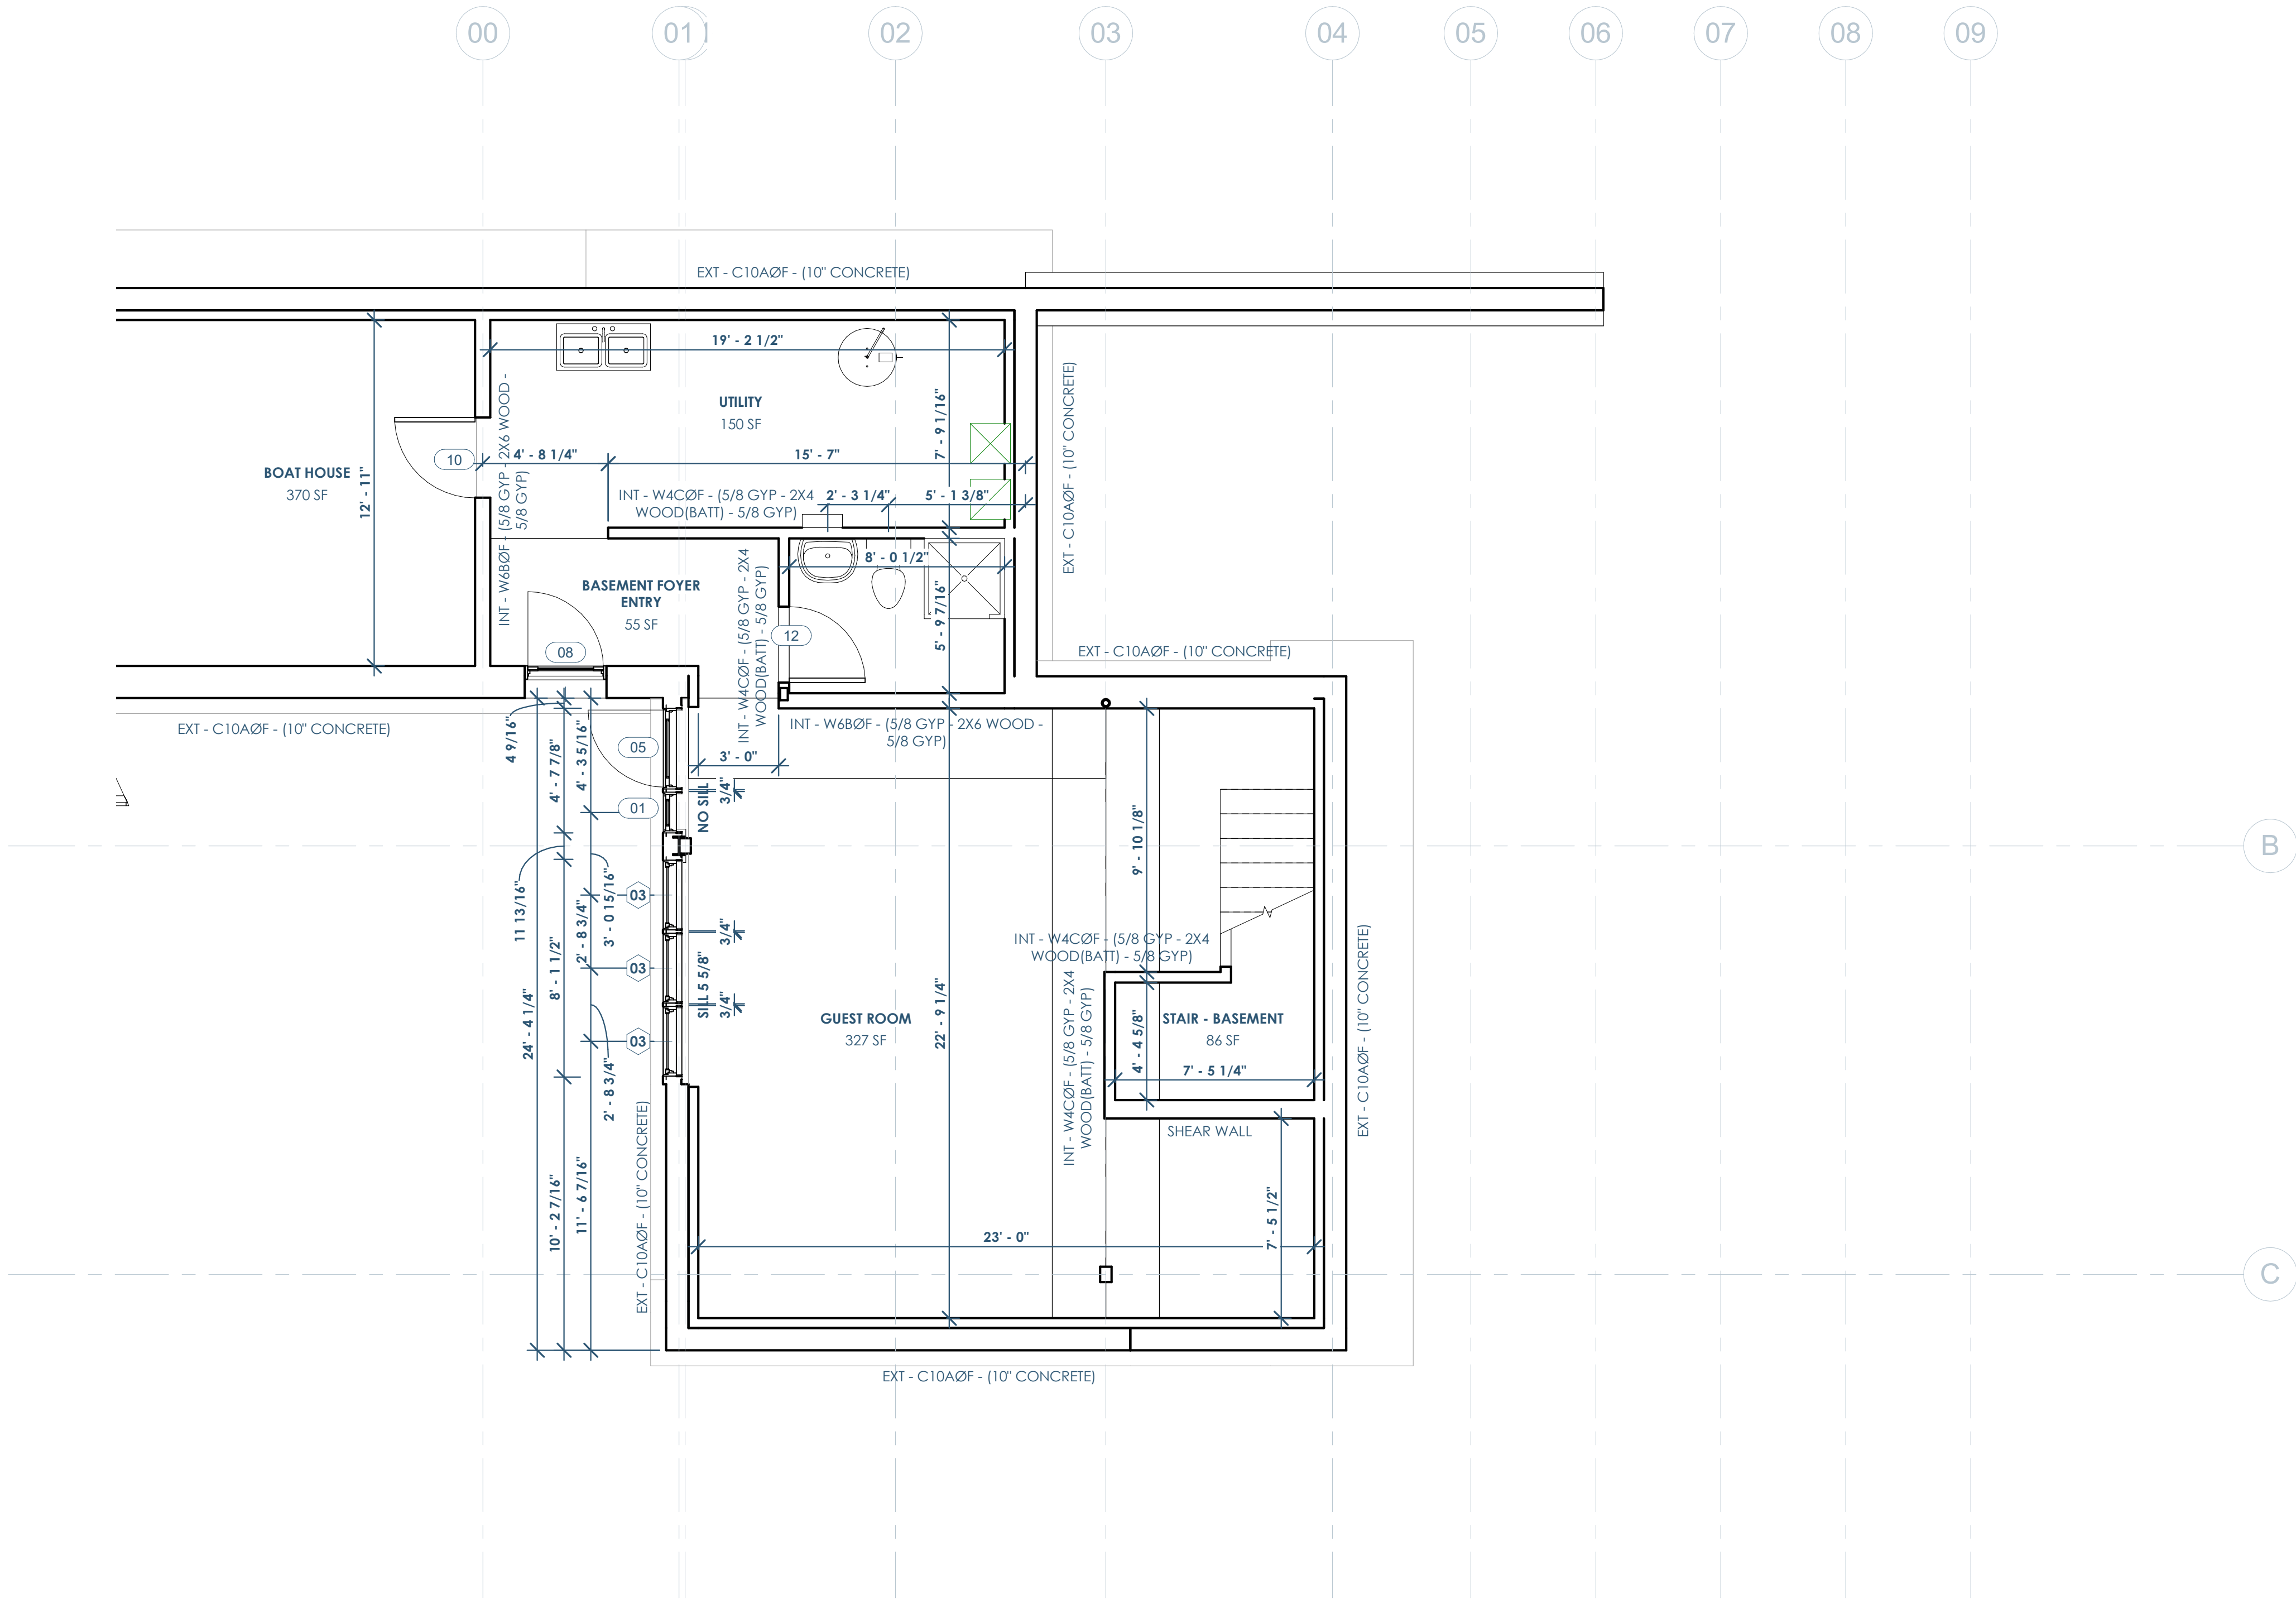 00
01
02
03
04
05
06
07
08
09
EXT - C10AØF - (10" CONCRETE)
19' - 2 1/2"
UTILITY
150 SF
7' - 9 1/16"
EXT - C10AØF - (10" CONCRETE)
INT - W6BØF - (5/8 GYP - 2X6 WOOD -
5/8 GYP)
BOAT HOUSE
370 SF
12' - 11"
10
4' - 8 1/4"
15' - 7"
INT - W4CØF - (5/8 GYP - 2X4
WOOD(BATT) - 5/8 GYP)
2' - 3 1/4"
5' - 1 3/8"
8' - 0 1/2"
BASEMENT FOYER
ENTRY
55 SF
INT - W4CØF - (5/8 GYP - 2X4
WOOD(BATT) - 5/8 GYP)
5' - 9 7/16"
12
08
EXT - C10AØF - (10" CONCRETE)
EXT - C10AØF - (10" CONCRETE)
INT - W6BØF - (5/8 GYP - 2X6 WOOD -
5/8 GYP)
4 9/16"
4' - 7 7/8"
4' - 3 5/16"
05
3' - 0"
NO SILL
3/4"
01
9' - 10 1/8"
B
11 13/16"
3' - 0 15/16"
03
2' - 8 3/4"
8' - 1 1/2"
3/4"
03
SILL 5 5/8"
3/4"
24' - 4 1/4"
03
2' - 8 3/4"
INT - W4CØF - (5/8 GYP - 2X4
WOOD(BATT) - 5/8 GYP)
GUEST ROOM
327 SF
22' - 9 1/4"
INT - W4CØF - (5/8 GYP - 2X4
WOOD(BATT) - 5/8 GYP)
STAIR - BASEMENT
86 SF
4' - 4 5/8"
7' - 5 1/4"
EXT - C10AØF - (10" CONCRETE)
SHEAR WALL
10' - 2 7/16"
11' - 6 7/16"
EXT - C10AØF - (10" CONCRETE)
23' - 0"
7' - 5 1/2"
C
EXT - C10AØF - (10" CONCRETE)